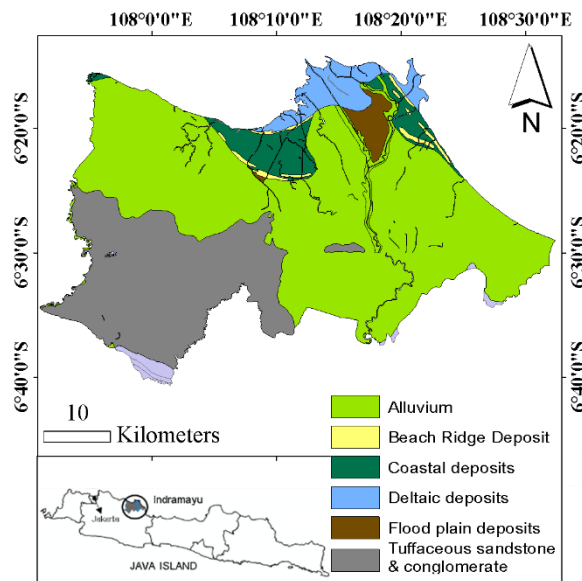 108°0'0"E 108°10'0"E 108°20'0"E 108°30'0"E
6°20'0"S 6°20'0"S
6°30'0"S 6°30'0"S
6°40'0"S 6°40'0"S
N
10
Kilometers
Alluvium
Beach Ridge Deposit
Coastal deposits
Deltaic deposits
Flood plain deposits
Tuffaceous sandstone
& conglomerate
Indramayu
Jakarta
JAVA ISLAND